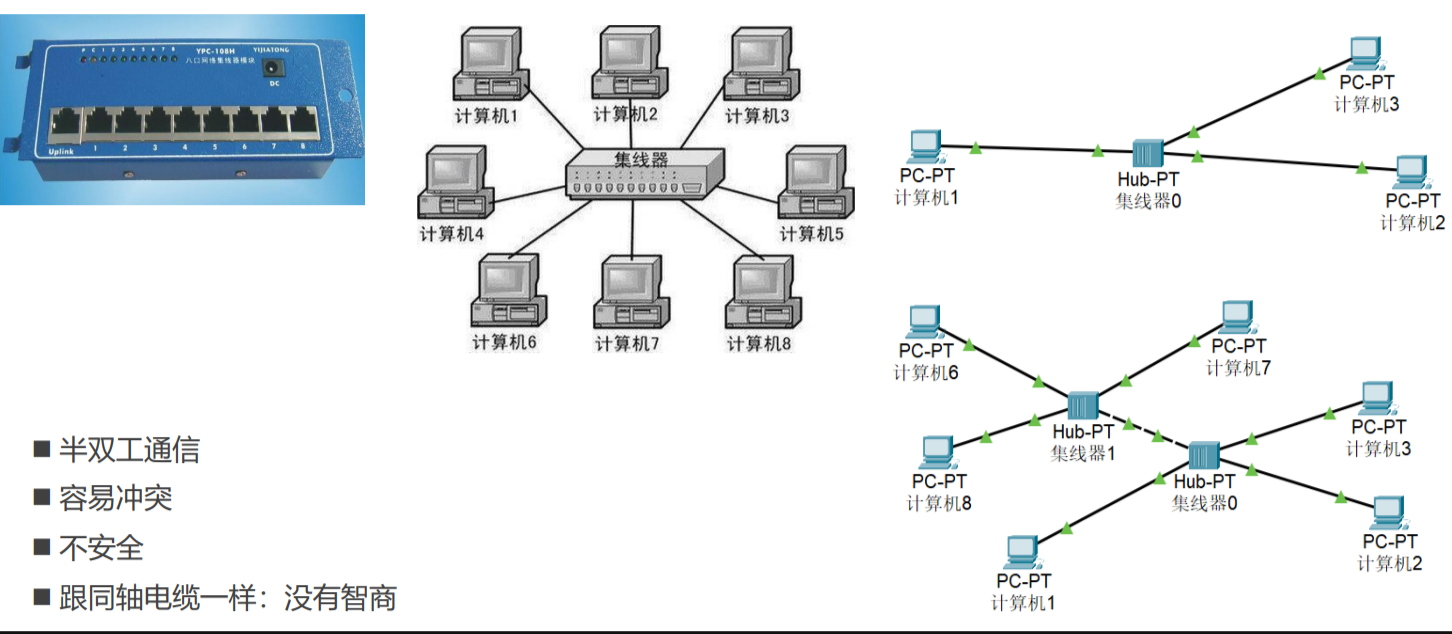 P C 1 2 3 4 5 6 7 8
YPC-108H YIJIATONG
八口网络集线器模块
DC
Uplink 1 2 3 4 5 6 7 8
计算机1
计算机2
计算机3
集线器
计算机4
计算机5
计算机6
计算机7
计算机8
PC-PT
计算机3
PC-PT
计算机1
Hub-PT
集线器0
PC-PT
计算机2
PC-PT
计算机6
PC-PT
计算机7
Hub-PT
集线器1
PC-PT
计算机3
PC-PT
计算机8
Hub-PT
集线器0
PC-PT
计算机2
PC-PT
计算机1
■ 半双工通信
■ 容易冲突
■ 不安全
■ 跟同轴电缆一样：没有智商